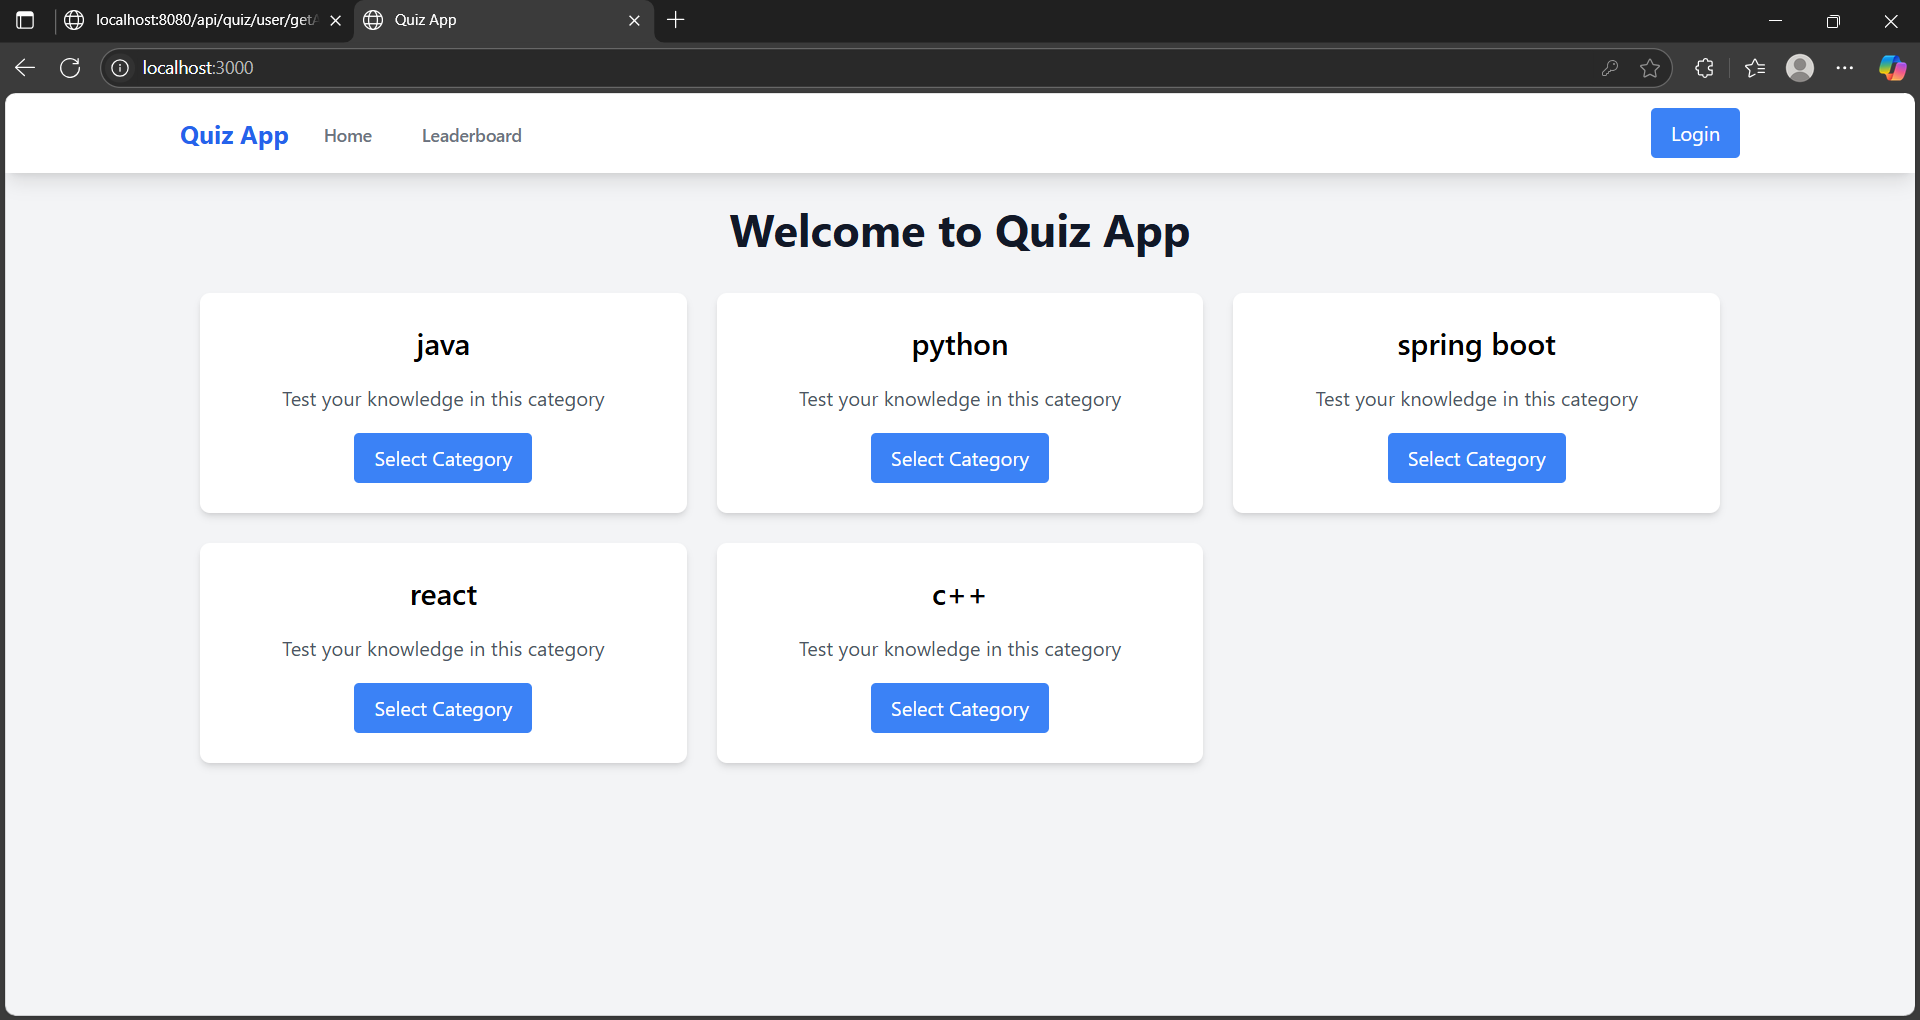 localhost:8080/api/quiz/user/get
Quiz App
localhost:3000
Quiz App Home Leaderboard Login
Welcome to Quiz App
java python spring boot
Test your knowledge in this category Test your knowledge in this category Test your knowledge in this category
Select Category Select Category Select Category
react c++
Test your knowledge in this category Test your knowledge in this category
Select Category Select Category